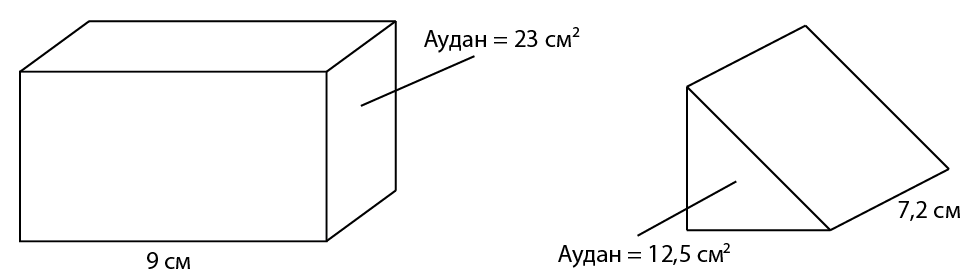 Аудан = 23 см²
9 см
7,2 см
Аудан = 12,5 см²